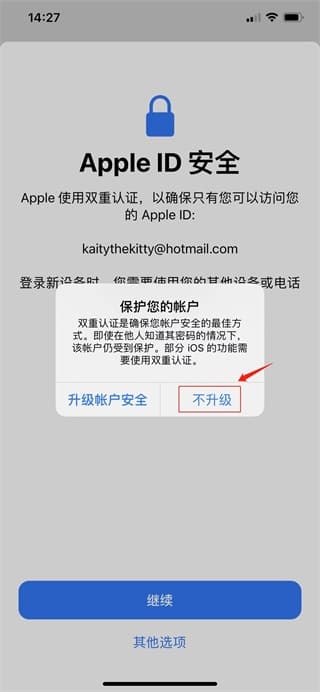 14:27
Apple ID 安全
Apple 使用双重认证，以确保只有您可以访问您
的 Apple ID:
kaitythekitty@hotmail.com
登录新设备时，您需要使用您的其他设备或电话
保护您的帐户
双重认证是确保您帐户安全的最佳方
式。即使在他人知道其密码的情况下，
该帐户仍受到保护。部分 iOS 的功能需
要使用双重认证。
升级帐户安全
不升级
继续
其他选项